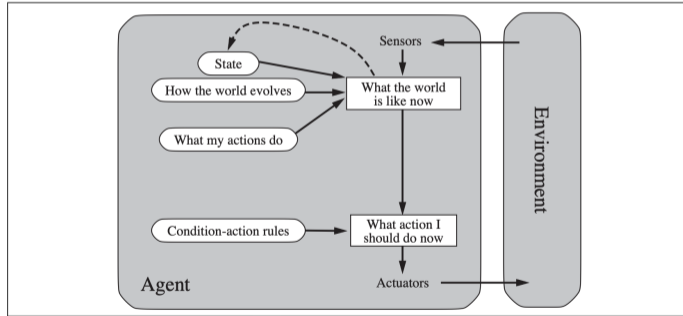 Sensors
State
How the world evolves
What the world
is like now
What my actions do
Environment
Condition-action rules
What action I
should do now
Agent
Actuators